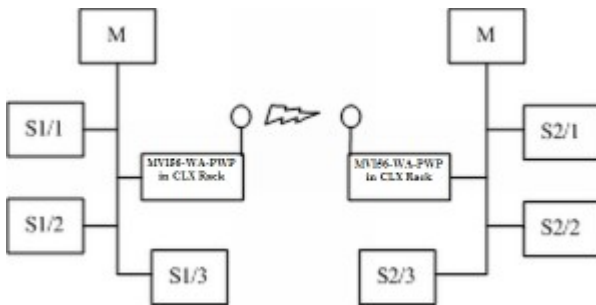 M
M
S1/1
S2/1
MVI56-WA-PWP
in CLX Rack
MVI56-WA-PWP
in CLX Rack
S1/2
S2/2
S1/3
S2/3